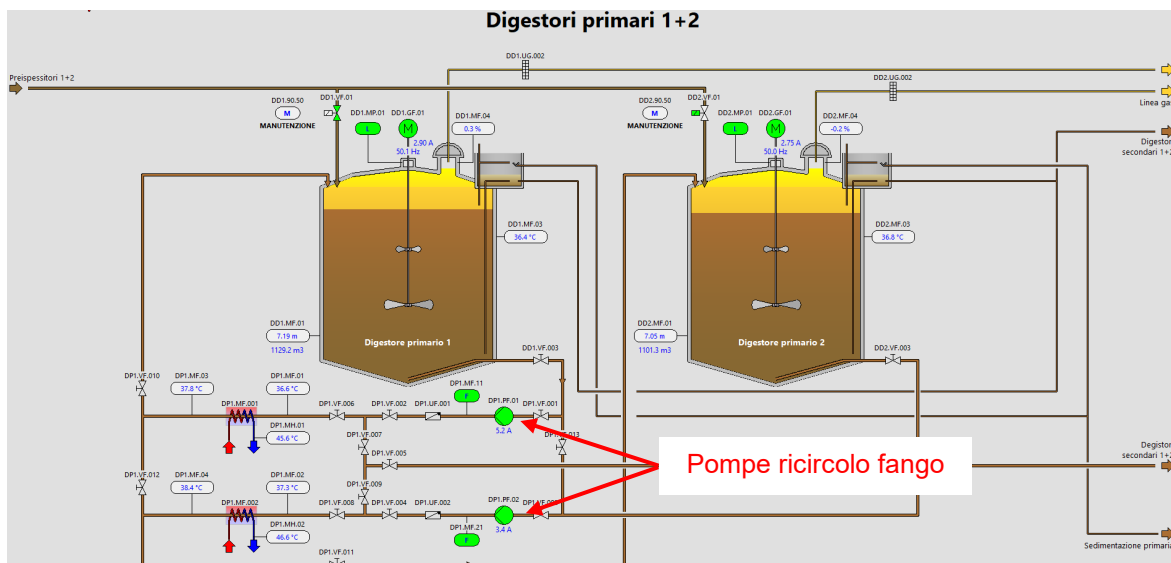 Digestori primari 1+2
Preispessitori 1+2
DD1.UG.002
DD2.UG.002
Linea gas
DD1.90.50
M
MANUTENZIONE
DD1.VF.01
DD1.MP.01
L
DD1.GF.01
M
2.90 A
50.1 Hz
DD1.MF.04
0.3 %
DD2.90.50
M
MANUTENZIONE
DD2.VF.01
DD2.MP.01
L
DD2.GF.01
M
2.75 A
50.0 Hz
DD2.MF.04
-0.2 %
Digestori
secondari 1+2
DD1.MF.03
36.4 °C
DD2.MF.03
36.8 °C
DD1.MF.01
7.19 m
1129.2 m3
Digestore primario 1
DD2.MF.01
7.05 m
1101.3 m3
Digestore primario 2
DD1.VF.003
DD2.VF.003
DP1.VF.010
DP1.MF.03
37.8 °C
DP1.MF.01
36.6 °C
DP1.MF.001
DP1.MH.01
45.6 °C
DP1.VF.006
DP1.VF.002
DP1.UF.001
DP1.MF.11
F
DP1.PF.01
5.2 A
DP1.VF.001
DP1.VF.007
DP1.VF.005
Pompe ricircolo fango
Degistori
secondari 1+2
DP1.VF.012
DP1.MF.04
38.4 °C
DP1.MF.02
37.3 °C
DP1.VF.009
DP1.MF.002
DP1.MH.02
46.6 °C
DP1.VF.008
DP1.VF.004
DP1.UF.002
DP1.MF.21
F
DP1.PF.02
3.4 A
DP1.VF.011
Sedimentazione primaria